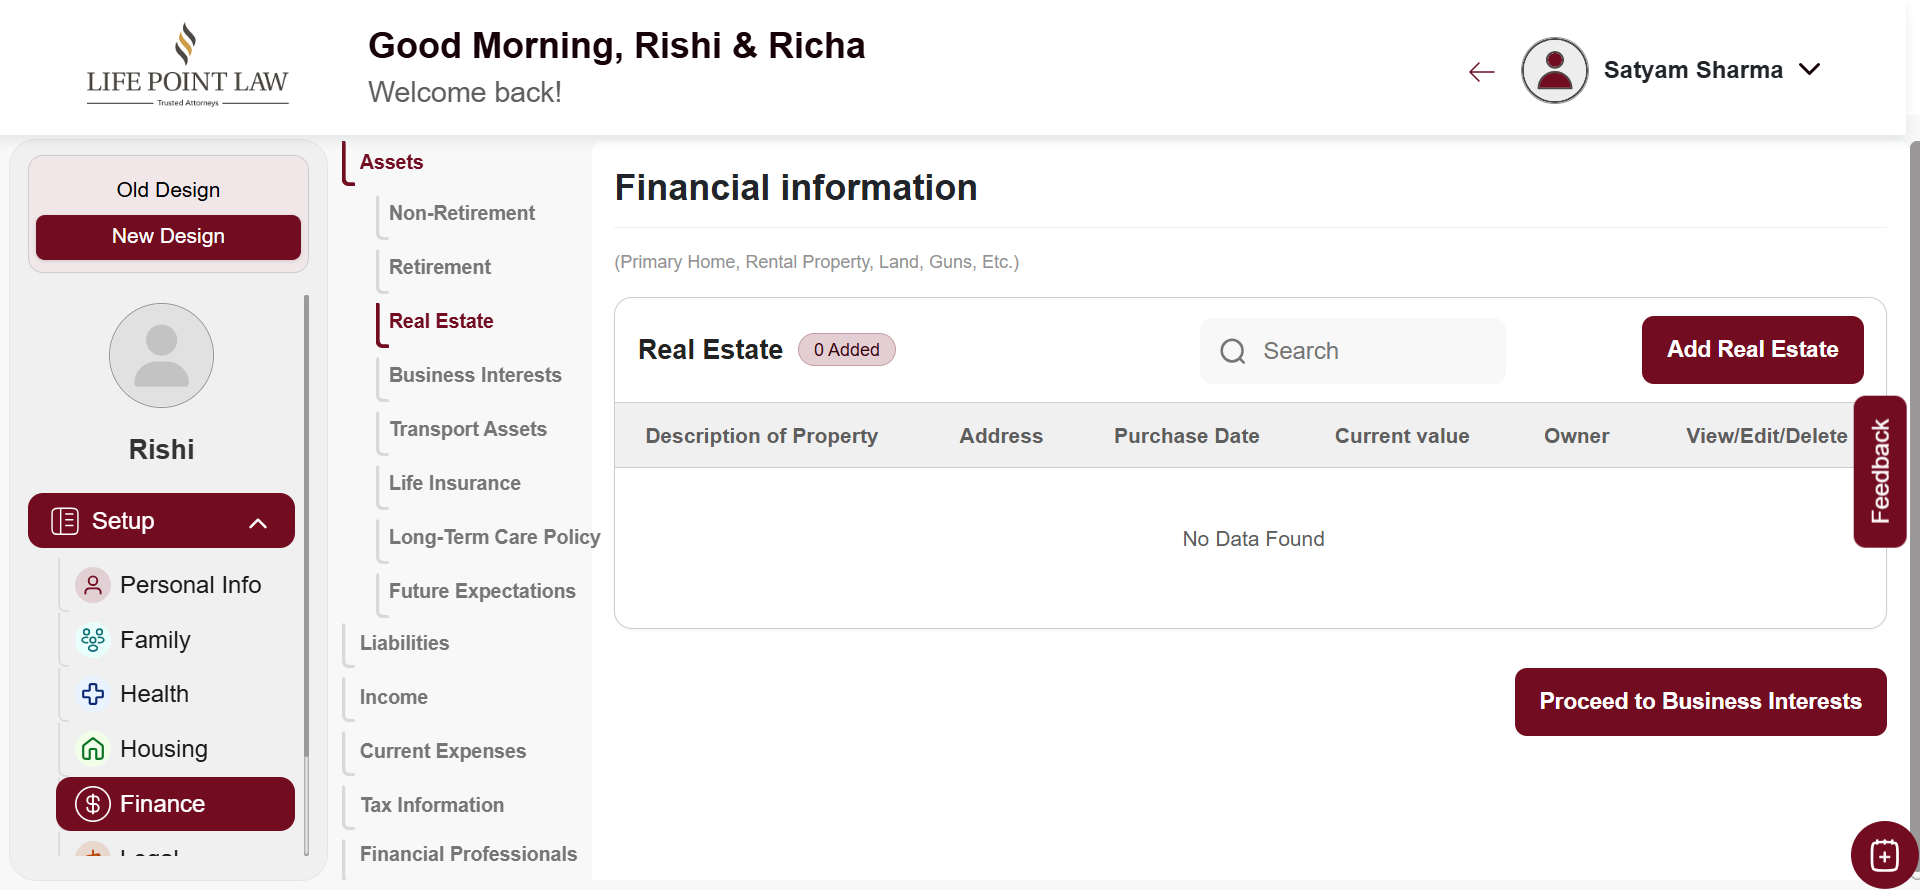 LIFE POINT LAW
Trusted Attorneys
Good Morning, Rishi & Richa
Welcome back!
Satyam Sharma
Old Design
New Design
Rishi
Setup
Personal Info
Family
Health
Housing
Finance
Assets
Non-Retirement
Retirement
Real Estate
Business Interests
Transport Assets
Life Insurance
Long-Term Care Policy
Future Expectations
Liabilities
Income
Current Expenses
Tax Information
Financial Professionals
Financial information
(Primary Home, Rental Property, Land, Guns, Etc.)
Real Estate 0 Added Search Add Real Estate
Description of Property Address Purchase Date Current value Owner View/Edit/Delete
No Data Found
Proceed to Business Interests
Feedback